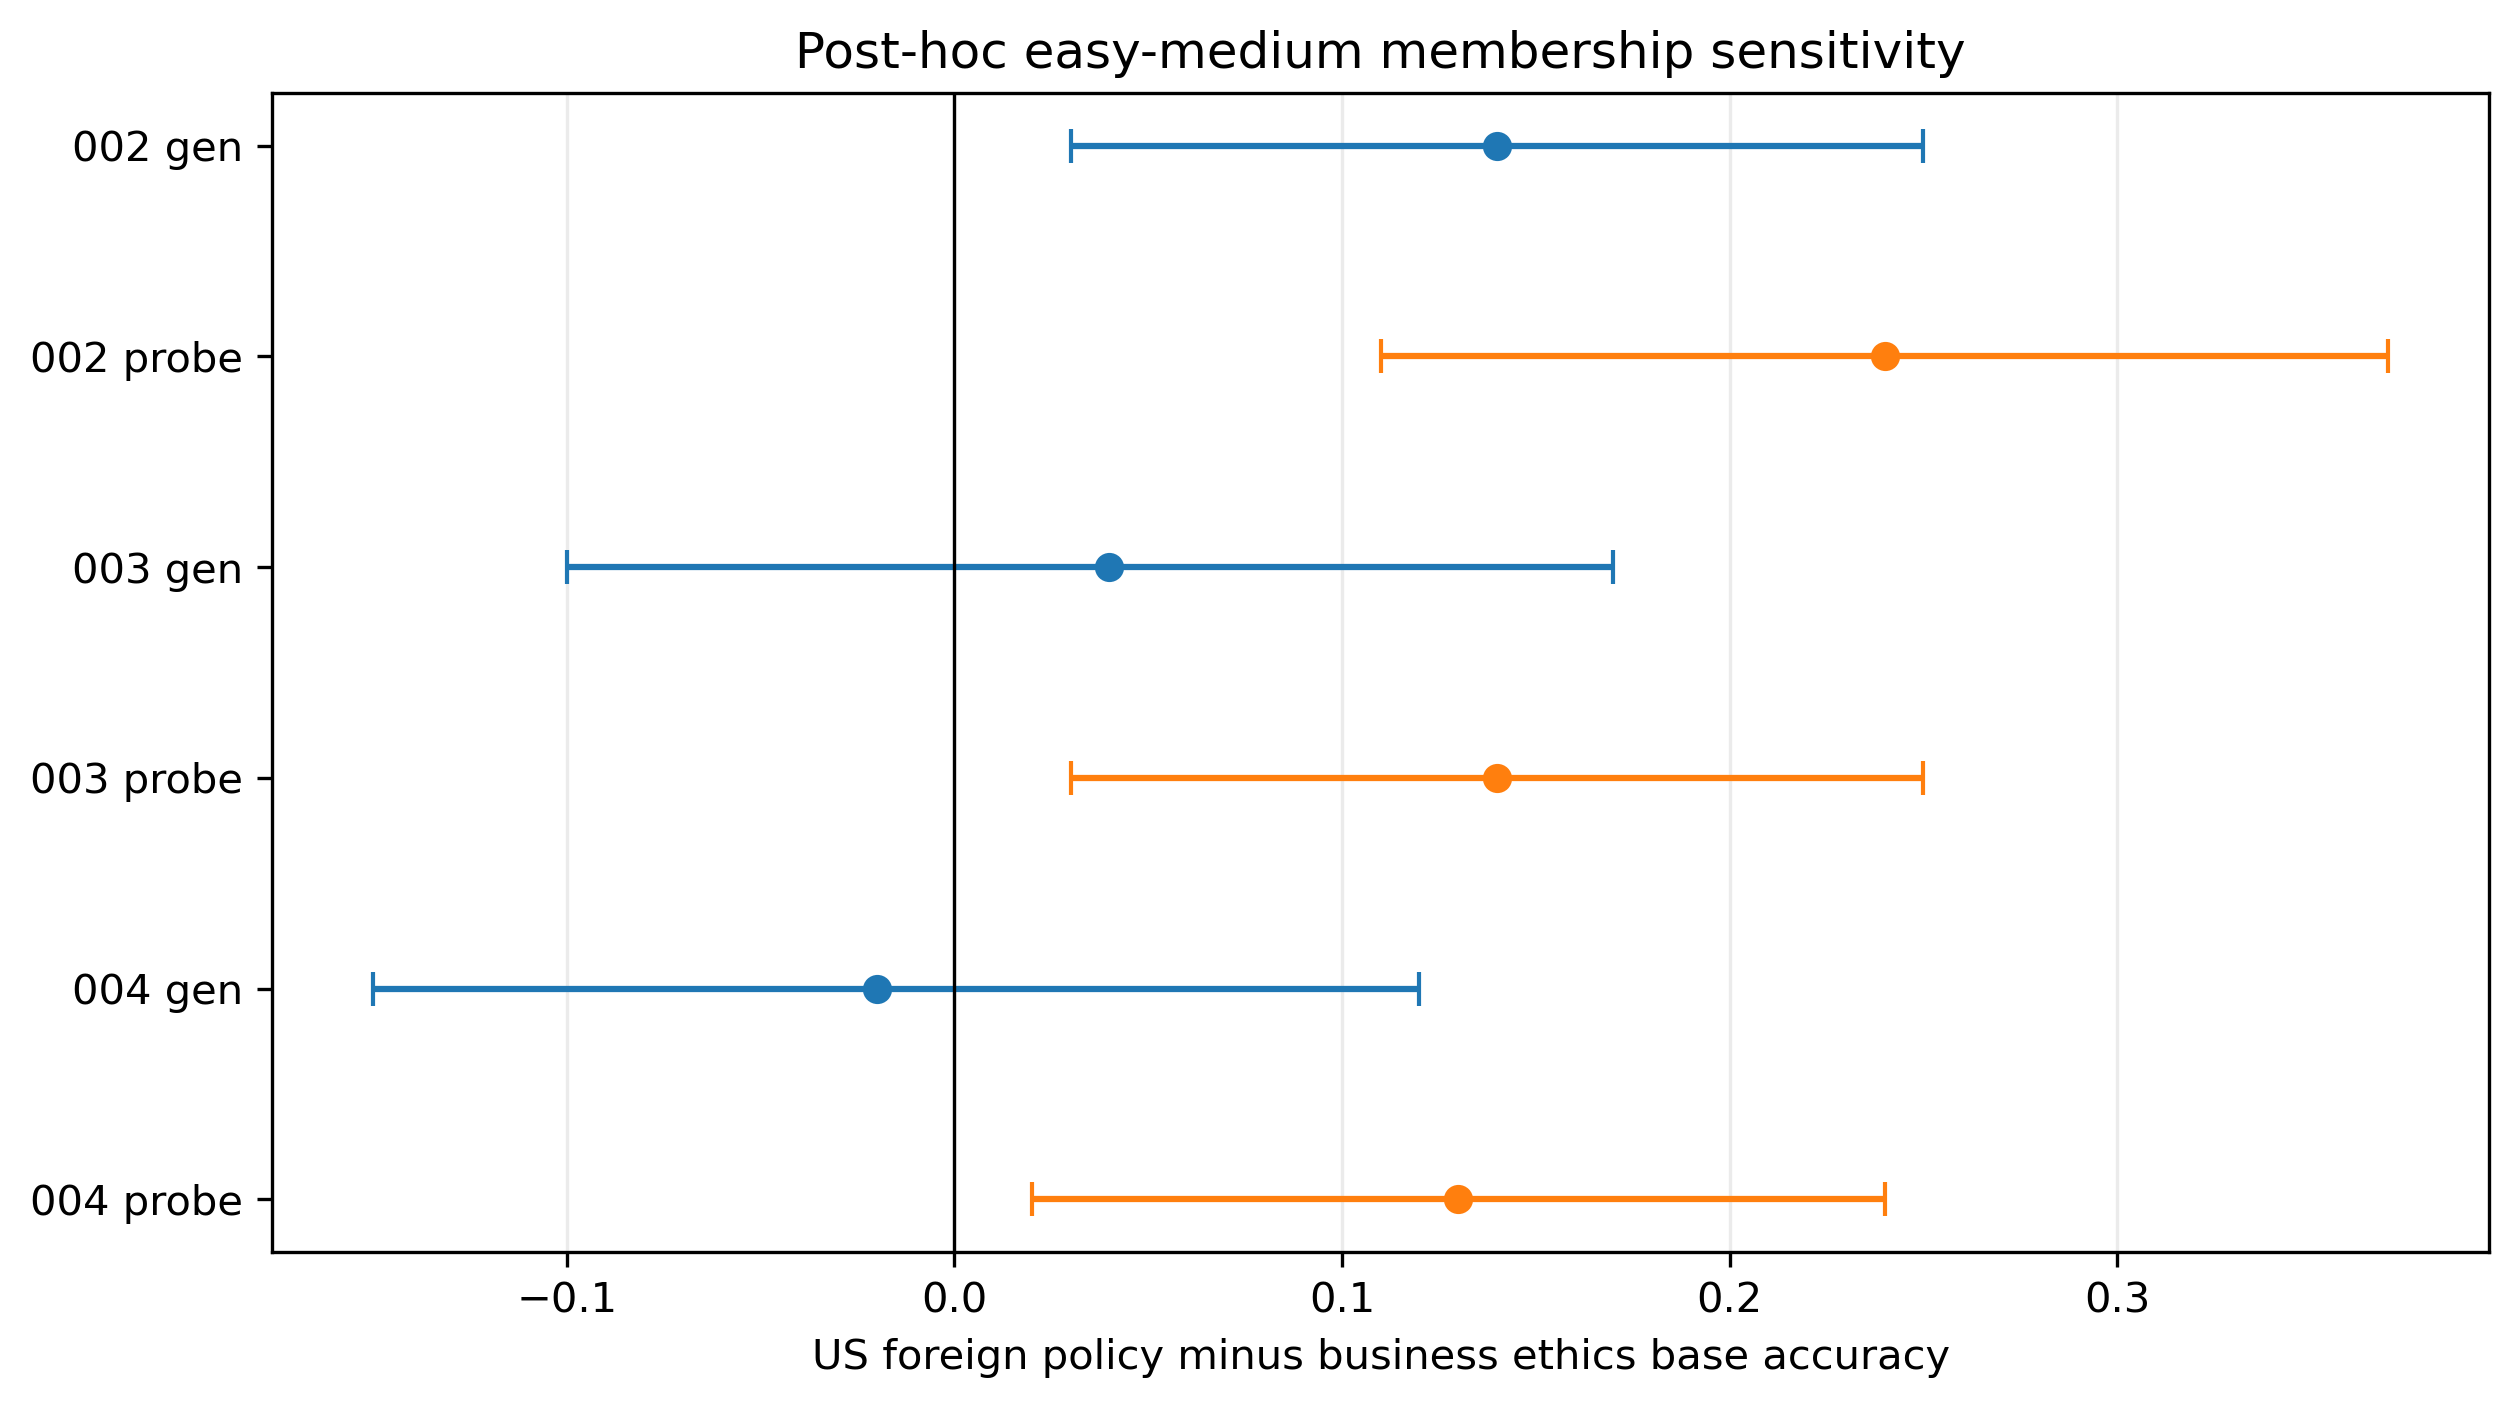 Post-hoc easy-medium membership sensitivity
002 gen
002 probe
003 gen
003 probe
004 gen
004 probe
−0.1 0.0 0.1 0.2 0.3
US foreign policy minus business ethics base accuracy